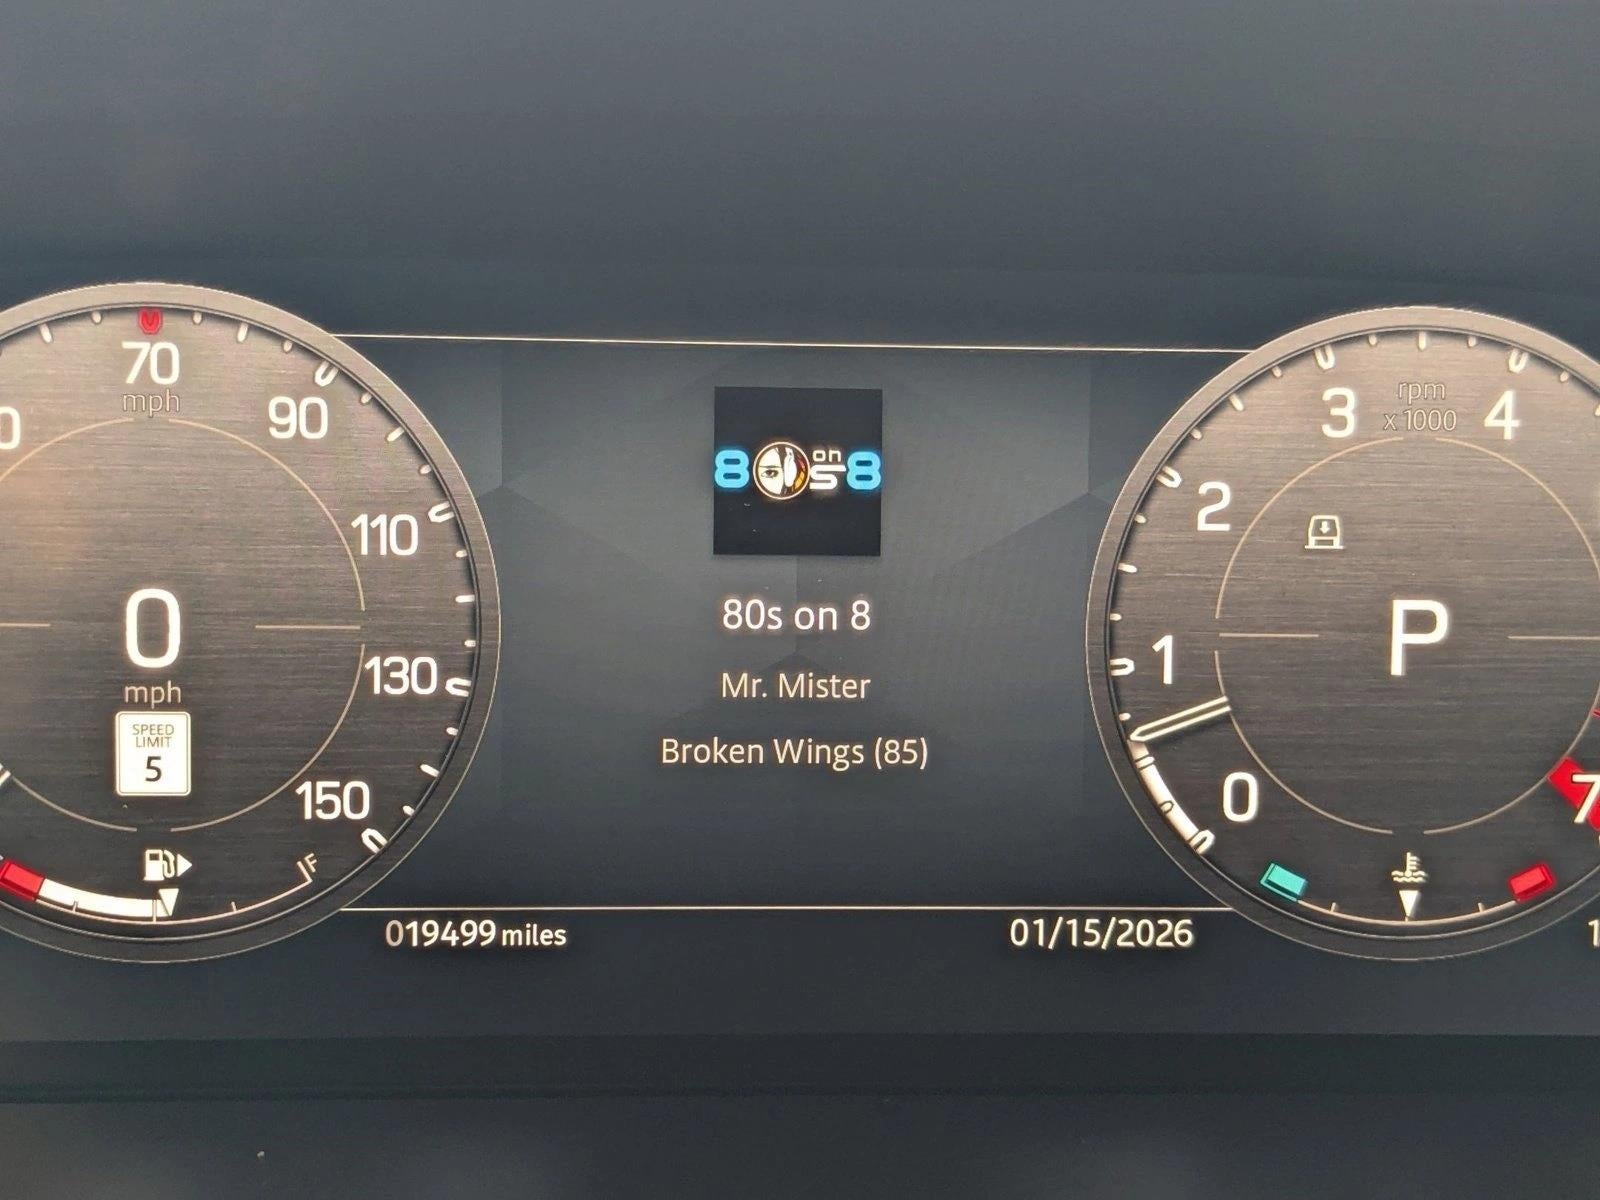 70
mph
90
110
130
150
0
mph
SPEED
LIMIT
5
F
8 on
s 8
80s on 8
Mr. Mister
Broken Wings (85)
019499 miles
01/15/2026
rpm
x 1000
0
1
2
3
4
7
P